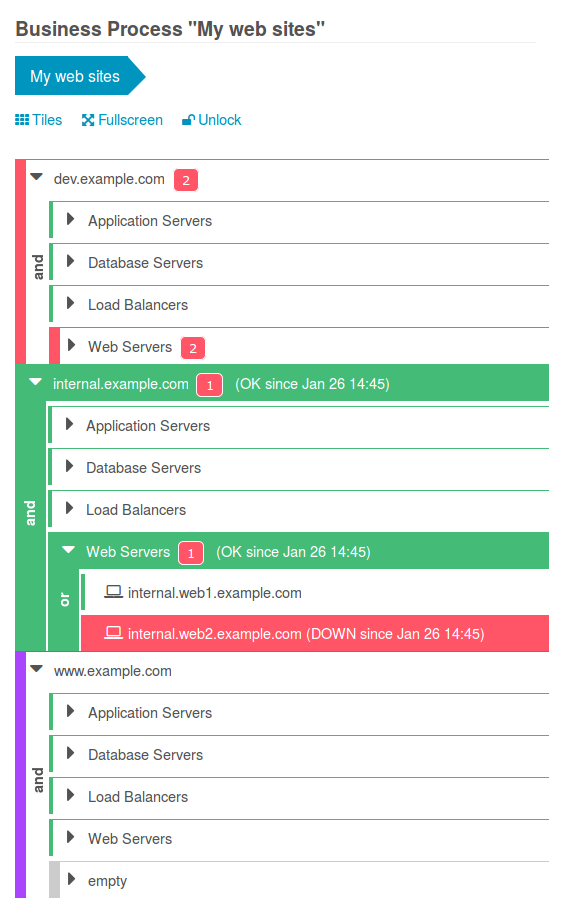 Business Process "My web sites"
My web sites
Tiles Fullscreen Unlock
dev.example.com 2
Application Servers
Database Servers
and
Load Balancers
Web Servers 2
internal.example.com 1 (OK since Jan 26 14:45)
Application Servers
Database Servers
and
Load Balancers
Web Servers 1 (OK since Jan 26 14:45)
or
internal.web1.example.com
internal.web2.example.com (DOWN since Jan 26 14:45)
www.example.com
Application Servers
Database Servers
and
Load Balancers
Web Servers
empty